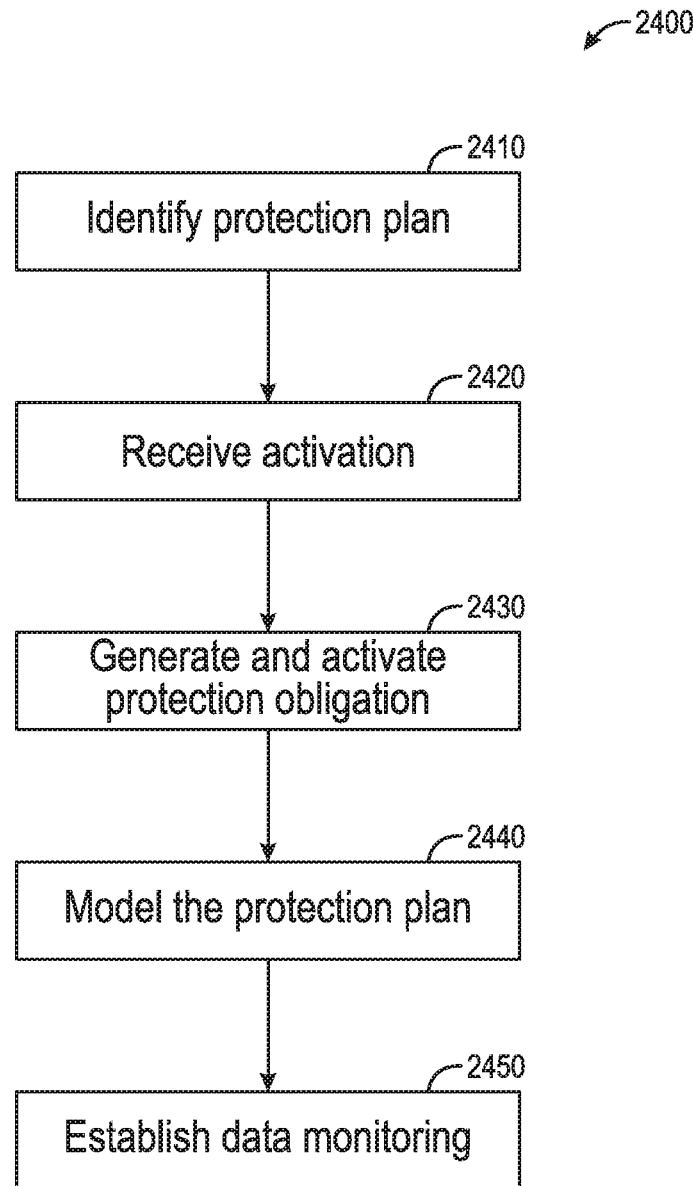 2400
2410
Identify protection plan
2420
Receive activation
2430
Generate and activate
protection obligation
2440
Model the protection plan
2450
Establish data monitoring